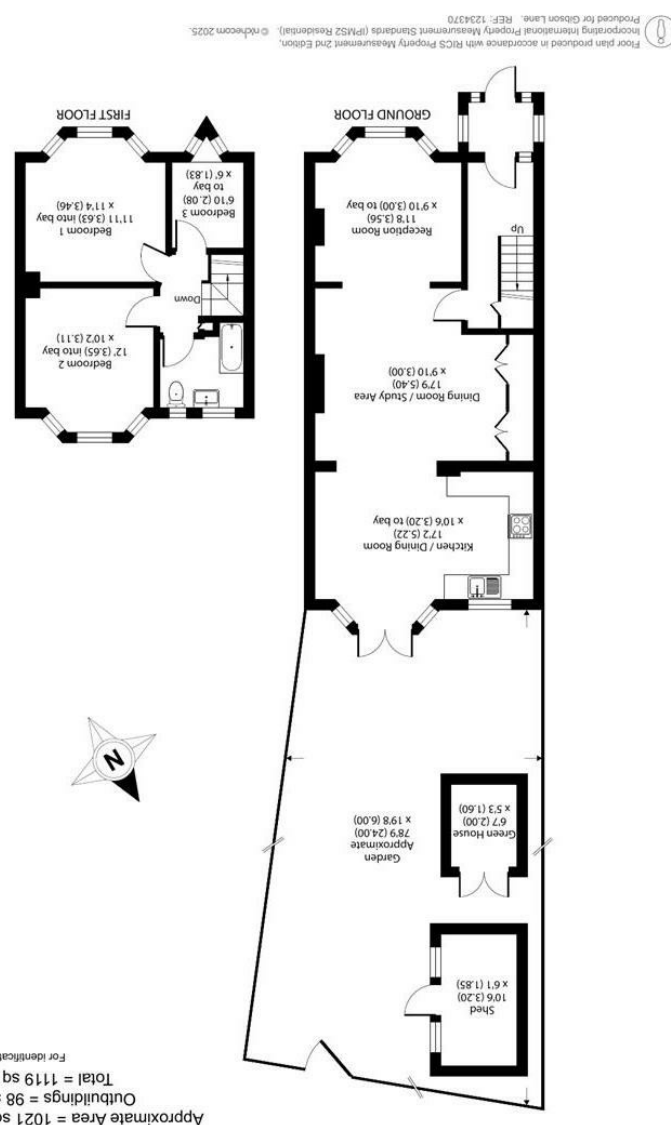 Approximate Area = 1021 sq
Outbuildings = 98 s
Total = 1119 sq
For identificat
Shed
10'6 (3.20)
x 6'1 (1.85)
Green House
6'7 (2.00)
x 5'3 (1.60)
Garden
Approximate
78'9 (24.00)
x 19'8 (6.00)
N
Kitchen / Dining Room
17'2 (5.22)
x 10'6 (3.20) to bay
Dining Room / Study Area
17'9 (5.40)
x 9'10 (3.00)
Up
Reception Room
11'8 (3.56)
x 9'10 (3.00) to bay
GROUND FLOOR
Bedroom 2
12' (3.65) into bay
x 10'2 (3.11)
Down
Bedroom 3
6'10 (2.08)
to bay
x 6' (1.83)
Bedroom 1
11'11 (3.63) into bay
x 11'4 (3.46)
FIRST FLOOR
Floor plan produced in accordance with RICS Property Measurement 2nd Edition,
Incorporating International Property Measurement Standards (IPMS2 Residential). © nichecom 2025.
Produced for Gibson Lane. REF: 1234370